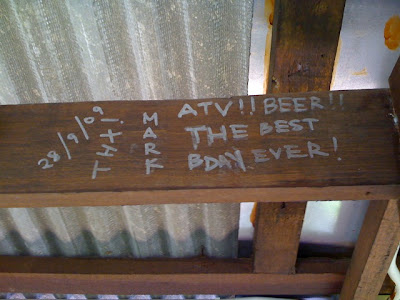 28/9/09
MARK
ATV!! BEER!!
THE BEST
BDAY EVER!